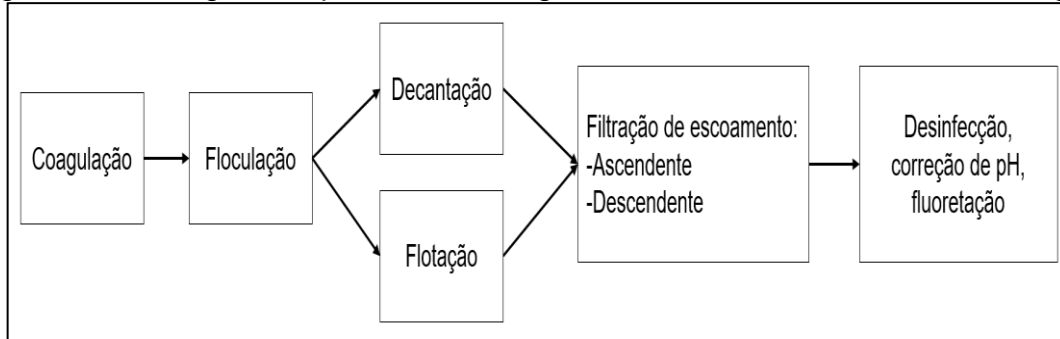 Coagulação
Floculação
Decantação
Flotação
Filtração de escoamento:
-Ascendente
-Descendente
Desinfecção,
correção de pH,
fluoretação